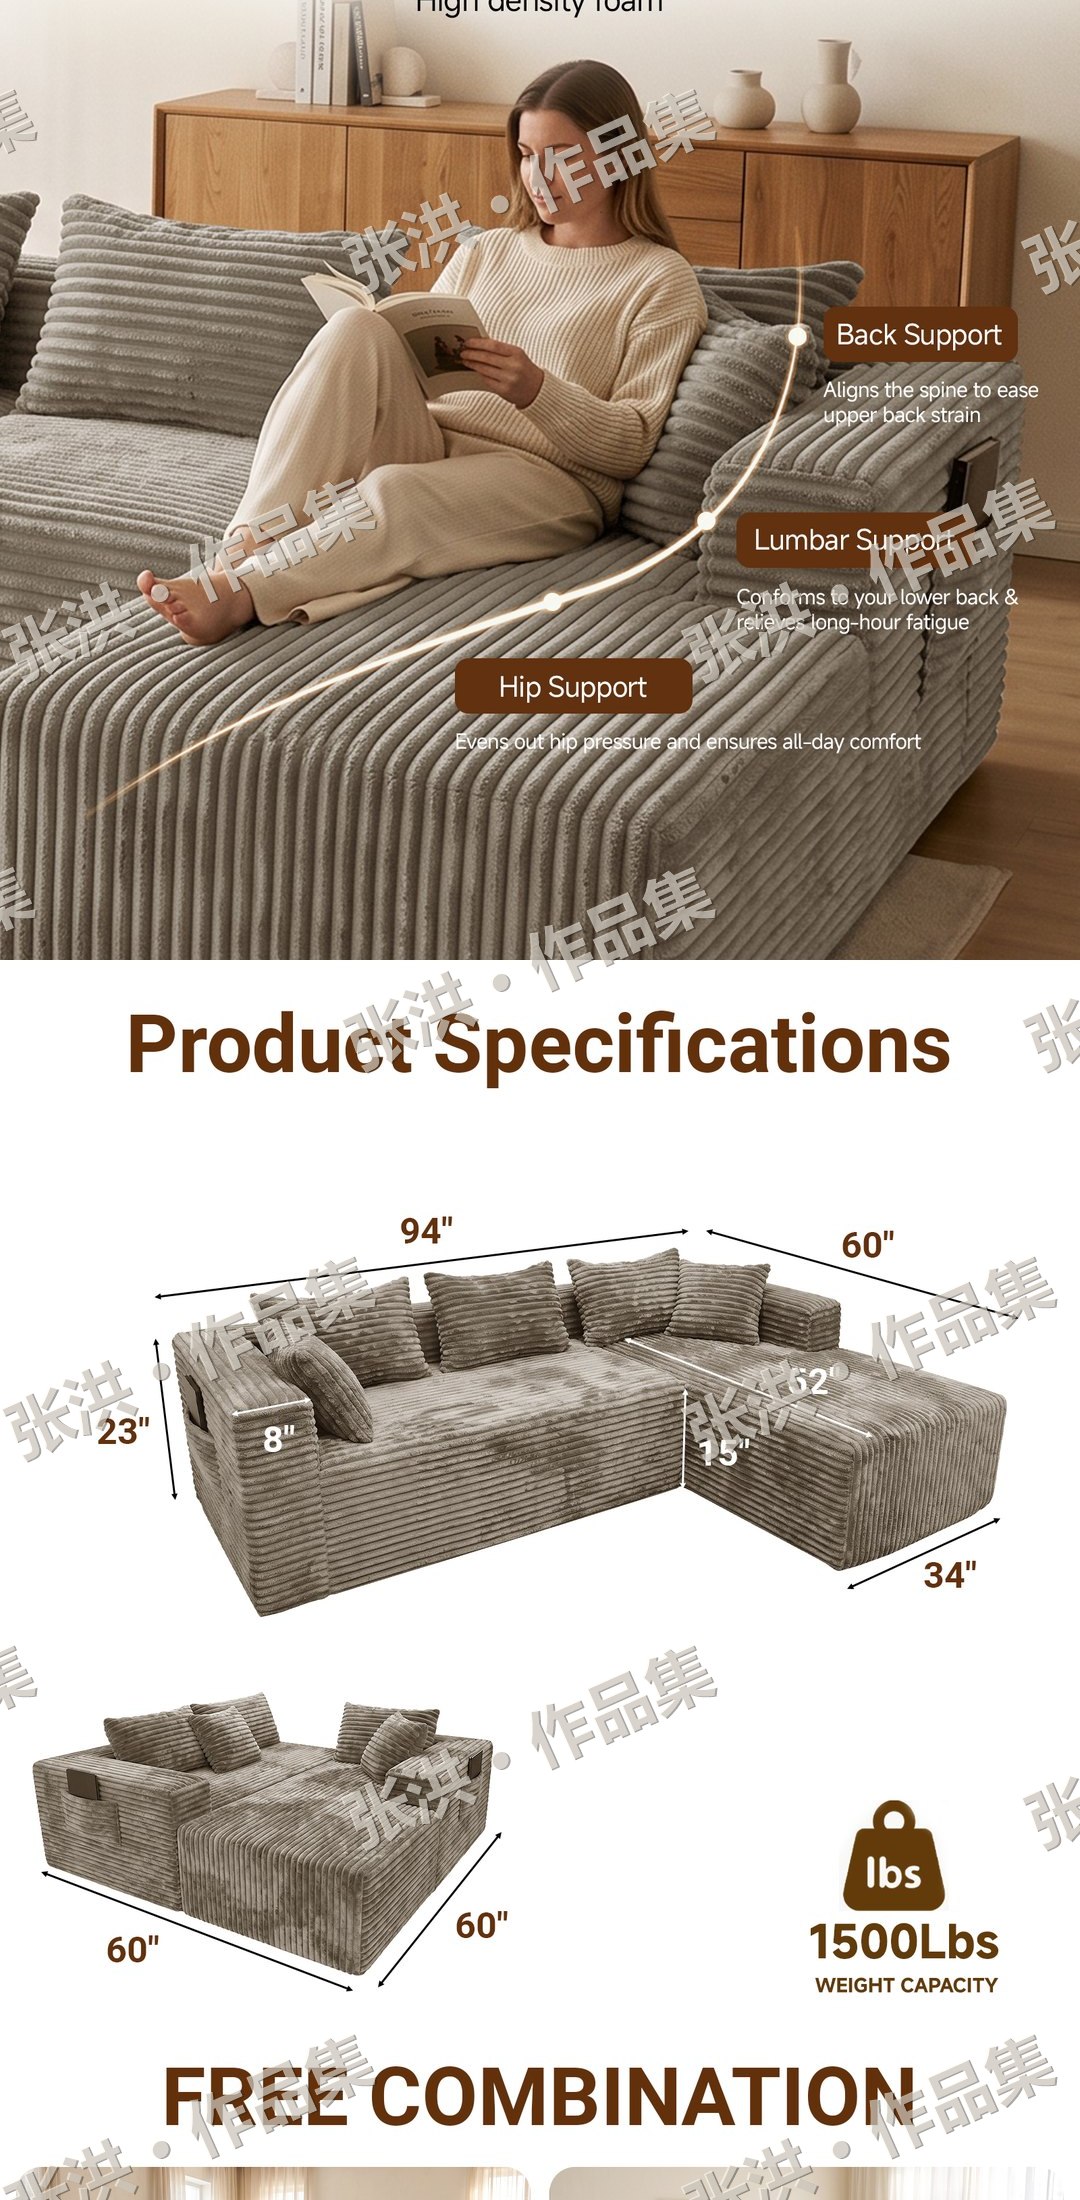 High density foam
Back Support
Aligns the spine to ease
upper back strain
Lumbar Support
Conforms to your lower back &
relieves long-hour fatigue
Hip Support
Evens out hip pressure and ensures all-day comfort
张洪·作品集
Product Specifications
94"
60"
23"
8"
52"
15"
34"
60"
60"
lbs
1500Lbs
WEIGHT CAPACITY
FREE COMBINATION